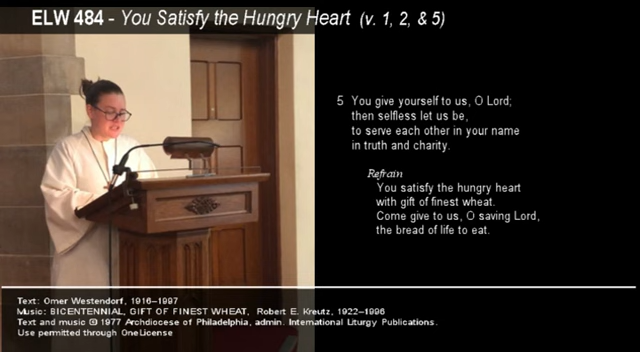 ELW 484 - You Satisfy the Hungry Heart (v. 1, 2, & 5)
5 You give yourself to us, O Lord;
then selfless let us be,
to serve each other in your name
in truth and charity.
Refrain
You satisfy the hungry heart
with gift of finest wheat.
Come give to us, O saving Lord,
the bread of life to eat.
Text: Omer Westendorf, 1916–1997
Music: BICENTENNIAL, GIFT OF FINEST WHEAT, Robert E. Kreutz, 1922–1996
Text and music © 1977 Archdiocese of Philadelphia, admin. International Liturgy Publications.
Use permitted through OneLicense